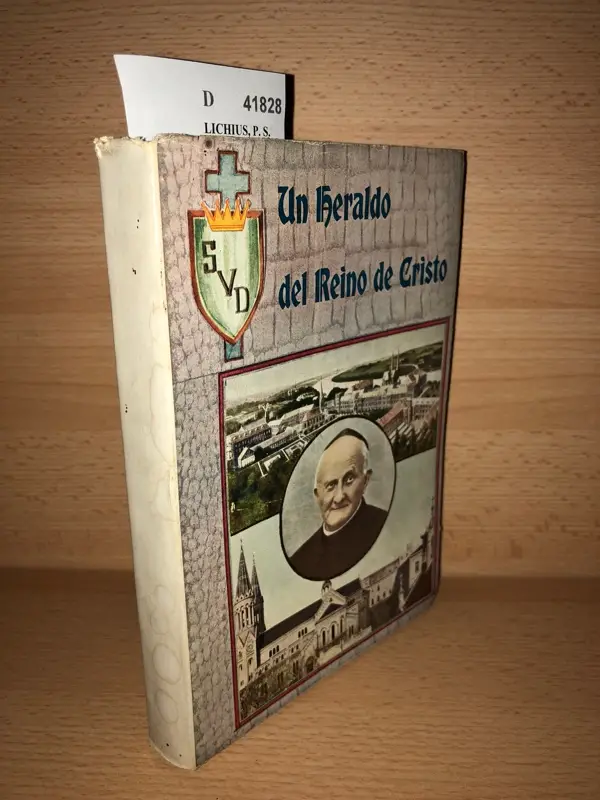 D 41828
LICHIUS, P. S.
Un Heraldo
del Reino de Cristo
SVD